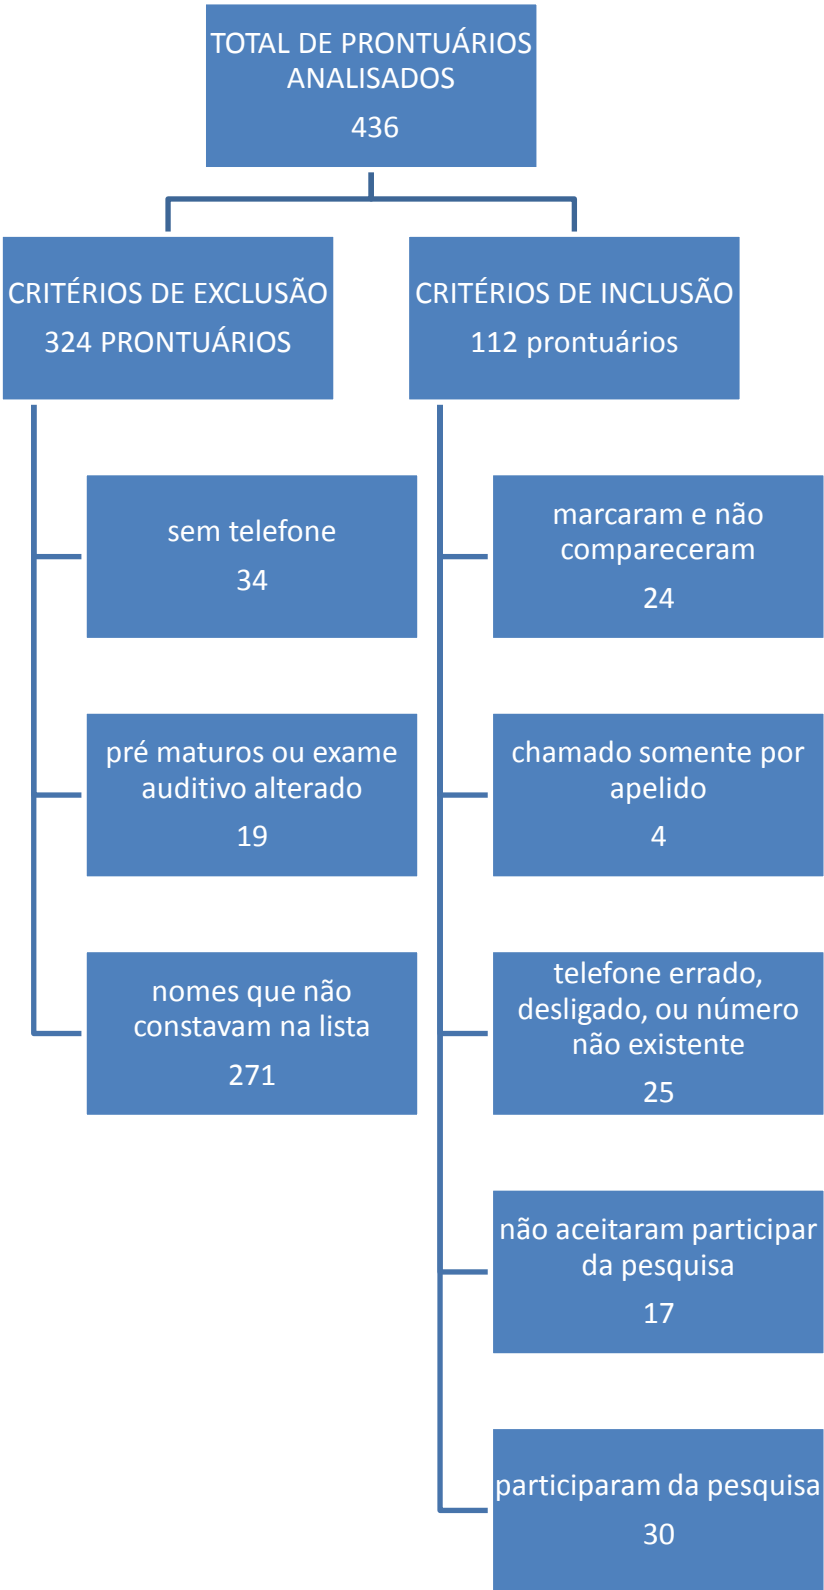 TOTAL DE PRONTUÁRIOS
ANALISADOS
436
CRITÉRIOS DE EXCLUSÃO
324 PRONTUÁRIOS
sem telefone
34
pré maturos ou exame
auditivo alterado
19
nomes que não
constavam na lista
271
CRITÉRIOS DE INCLUSÃO
112 prontuários
marcaram e não
compareceram
24
chamado somente por
apelido
4
telefone errado,
desligado, ou número
não existente
25
não aceitaram participar
da pesquisa
17
participaram da pesquisa
30